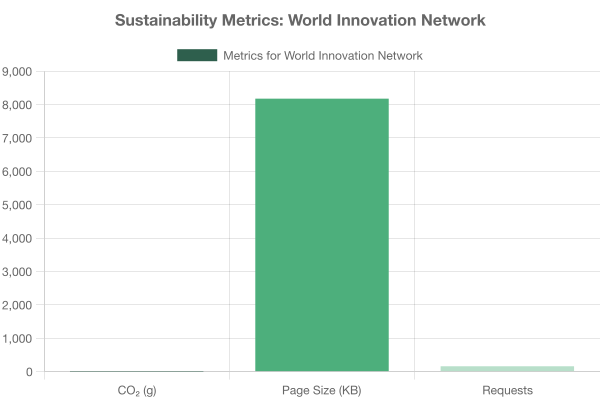 Sustainability Metrics: World Innovation Network
Metrics for World Innovation Network
9,000
8,000
7,000
6,000
5,000
4,000
3,000
2,000
1,000
0
CO₂ (g)
Page Size (KB)
Requests